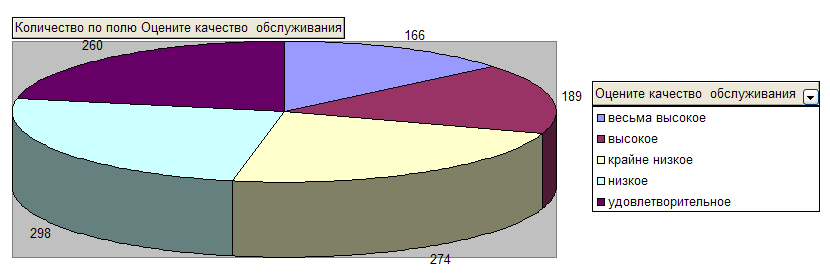 Количество по полю Оцените качество обслуживания
260
166
189
298
274
Оцените качество обслуживания
весьма высокое
высокое
крайне низкое
низкое
удовлетворительное